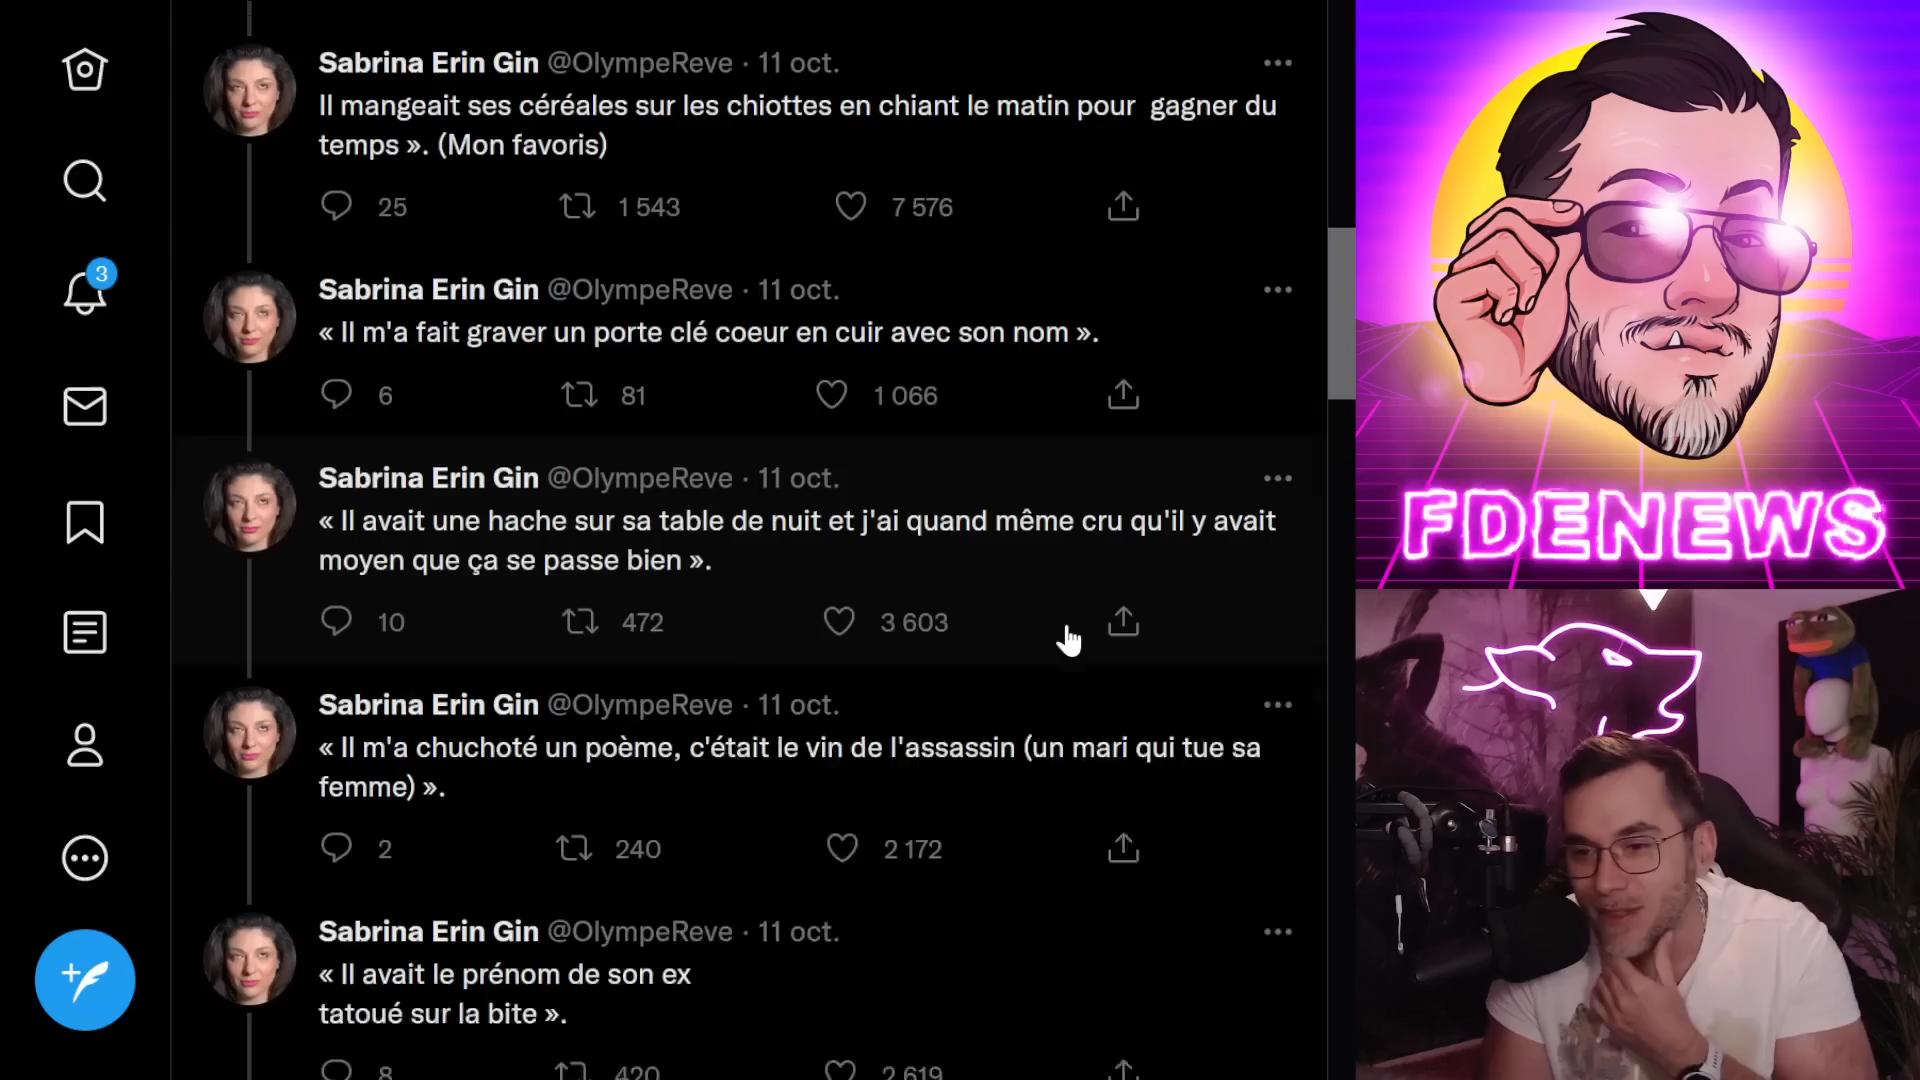 Sabrina Erin Gin @OlympeReve · 11 oct.
Il mangeait ses céréales sur les chiottes en chiant le matin pour gagner du
temps ». (Mon favoris)
25 1 543 7 576
3
Sabrina Erin Gin @OlympeReve · 11 oct.
« Il m'a fait graver un porte clé coeur en cuir avec son nom ».
6 81 1 066
Sabrina Erin Gin @OlympeReve · 11 oct.
« Il avait une hache sur sa table de nuit et j'ai quand même cru qu'il y avait
moyen que ça se passe bien ».
10 472 3 603
Sabrina Erin Gin @OlympeReve · 11 oct.
« Il m'a chuchoté un poème, c'était le vin de l'assassin (un mari qui tue sa
femme) ».
2 240 2 172
Sabrina Erin Gin @OlympeReve · 11 oct.
« Il avait le prénom de son ex
tatoué sur la bite ».
8 420 2 619
FDENEWS